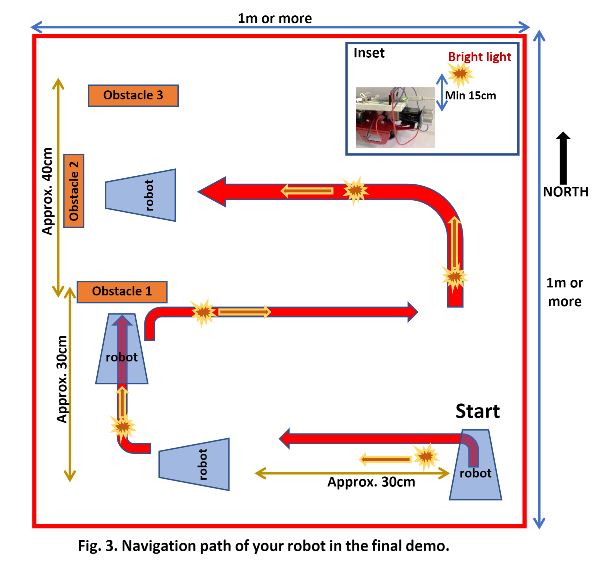 1m or more
Inset
Bright light
Min 15cm
Obstacle 3
Approx. 40cm
Obstacle 2
robot
NORTH
1m or
more
Obstacle 1
robot
Approx. 30cm
Start
robot
robot
Approx. 30cm
Fig. 3. Navigation path of your robot in the final demo.